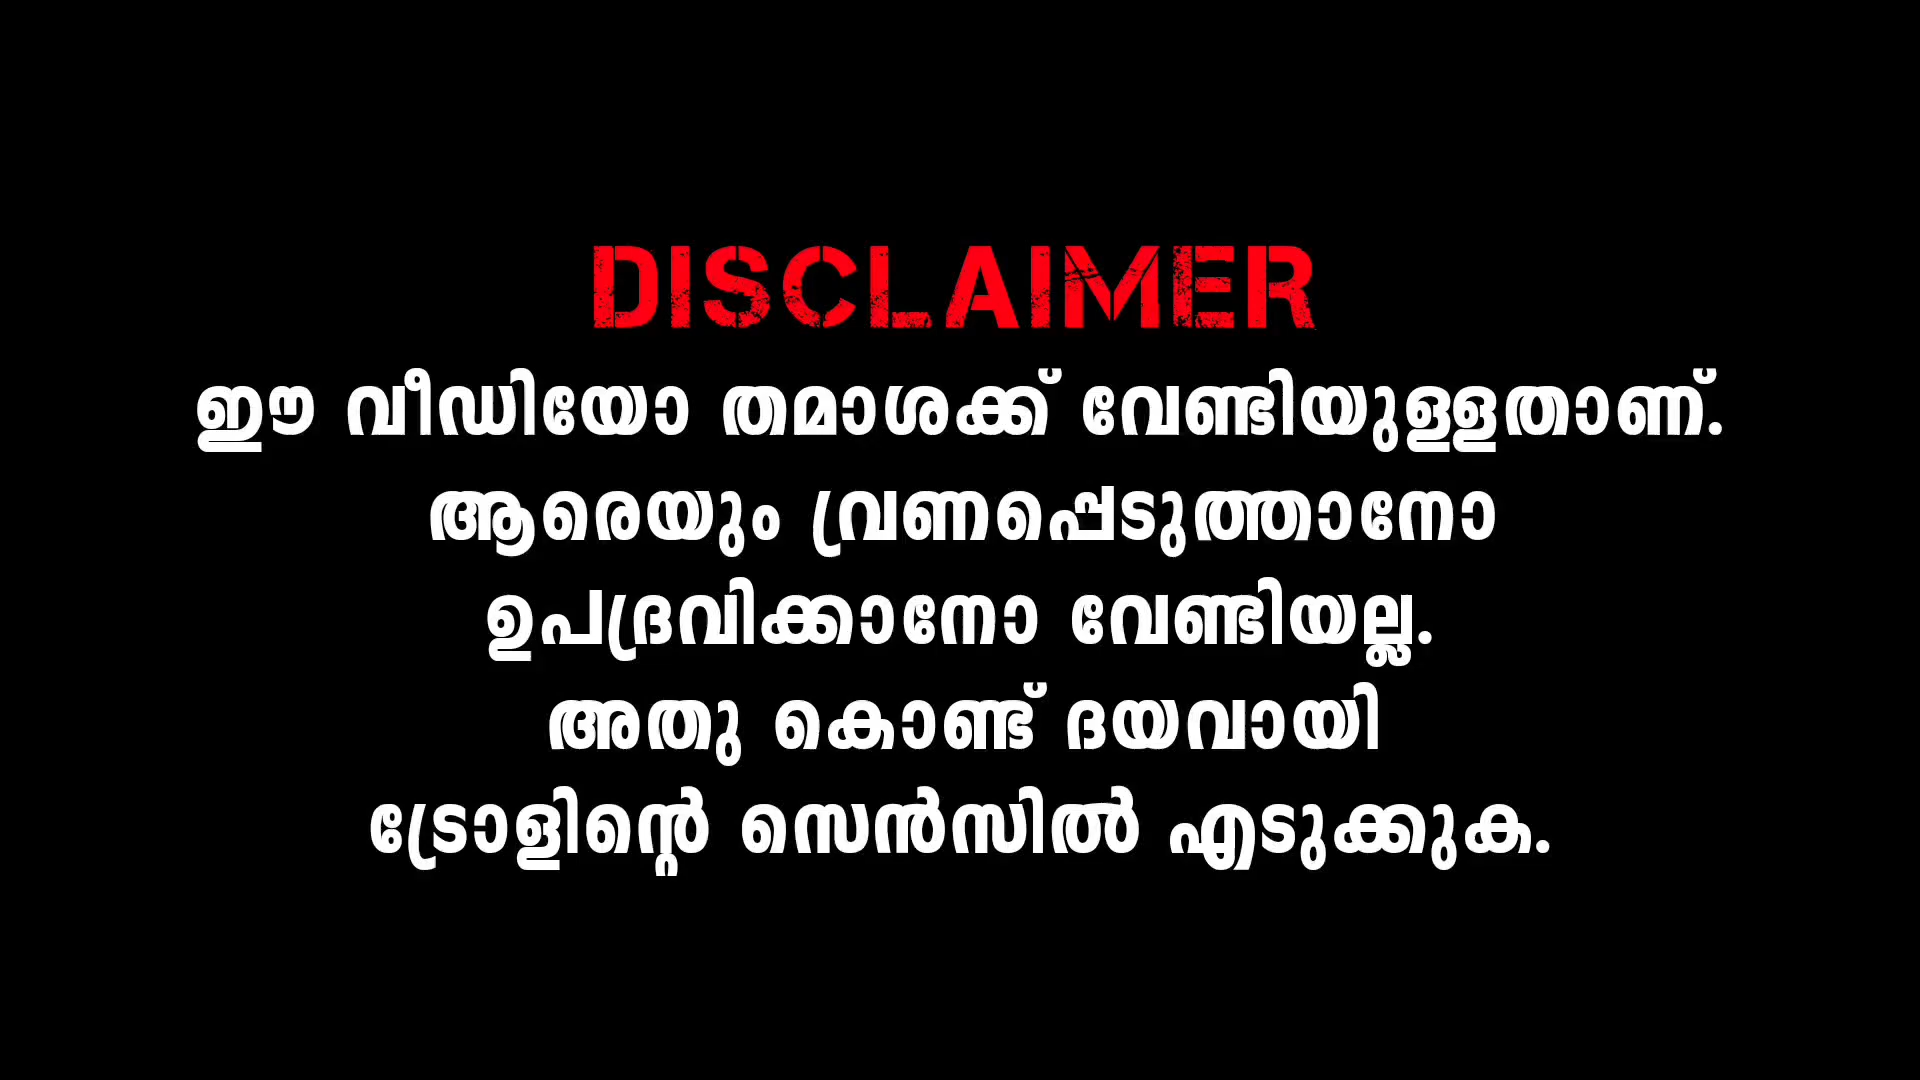 DISCLAIMER
ഈ വീഡിയോ തമാശക്ക് വേണ്ടിയുള്ളതാണ്.
ആരെയും വ്രണപ്പെടുത്താനോ
ഉപദ്രവിക്കാനോ വേണ്ടിയല്ല.
അതു കൊണ്ട് ദയവായി
ട്രോളിന്റെ സെൻസിൽ എടുക്കുക.